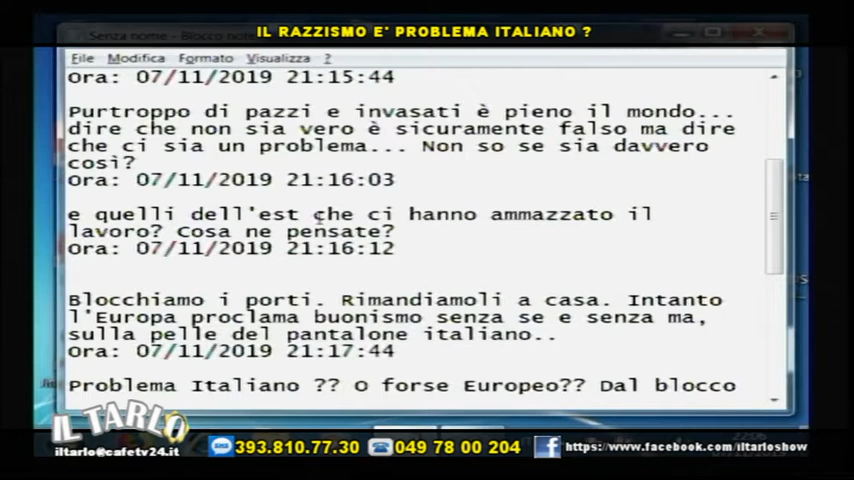 IL RAZZISMO E' PROBLEMA ITALIANO ?
Senza nome - Blocco note
File Modifica Formato Visualizza ?
Ora: 07/11/2019 21:15:44
Purtroppo di pazzi e invasati è pieno il mondo...
dire che non sia vero è sicuramente falso ma dire
che ci sia un problema... Non so se sia davvero
così?
Ora: 07/11/2019 21:16:03
e quelli dell'est che ci hanno ammazzato il
lavoro? Cosa ne pensate?
Ora: 07/11/2019 21:16:12
Blocchiamo i porti. Rimandiamoli a casa. Intanto
l'Europa proclama buonismo senza se e senza ma,
sulla pelle del pantalone italiano..
Ora: 07/11/2019 21:17:44
Problema Italiano ?? O forse Europeo?? Dal blocco
IL TARLO
iltarlo@cafetv24.it
SMS 393.810.77.30 049 78 00 204 f https://www.facebook.com/iltarloshow